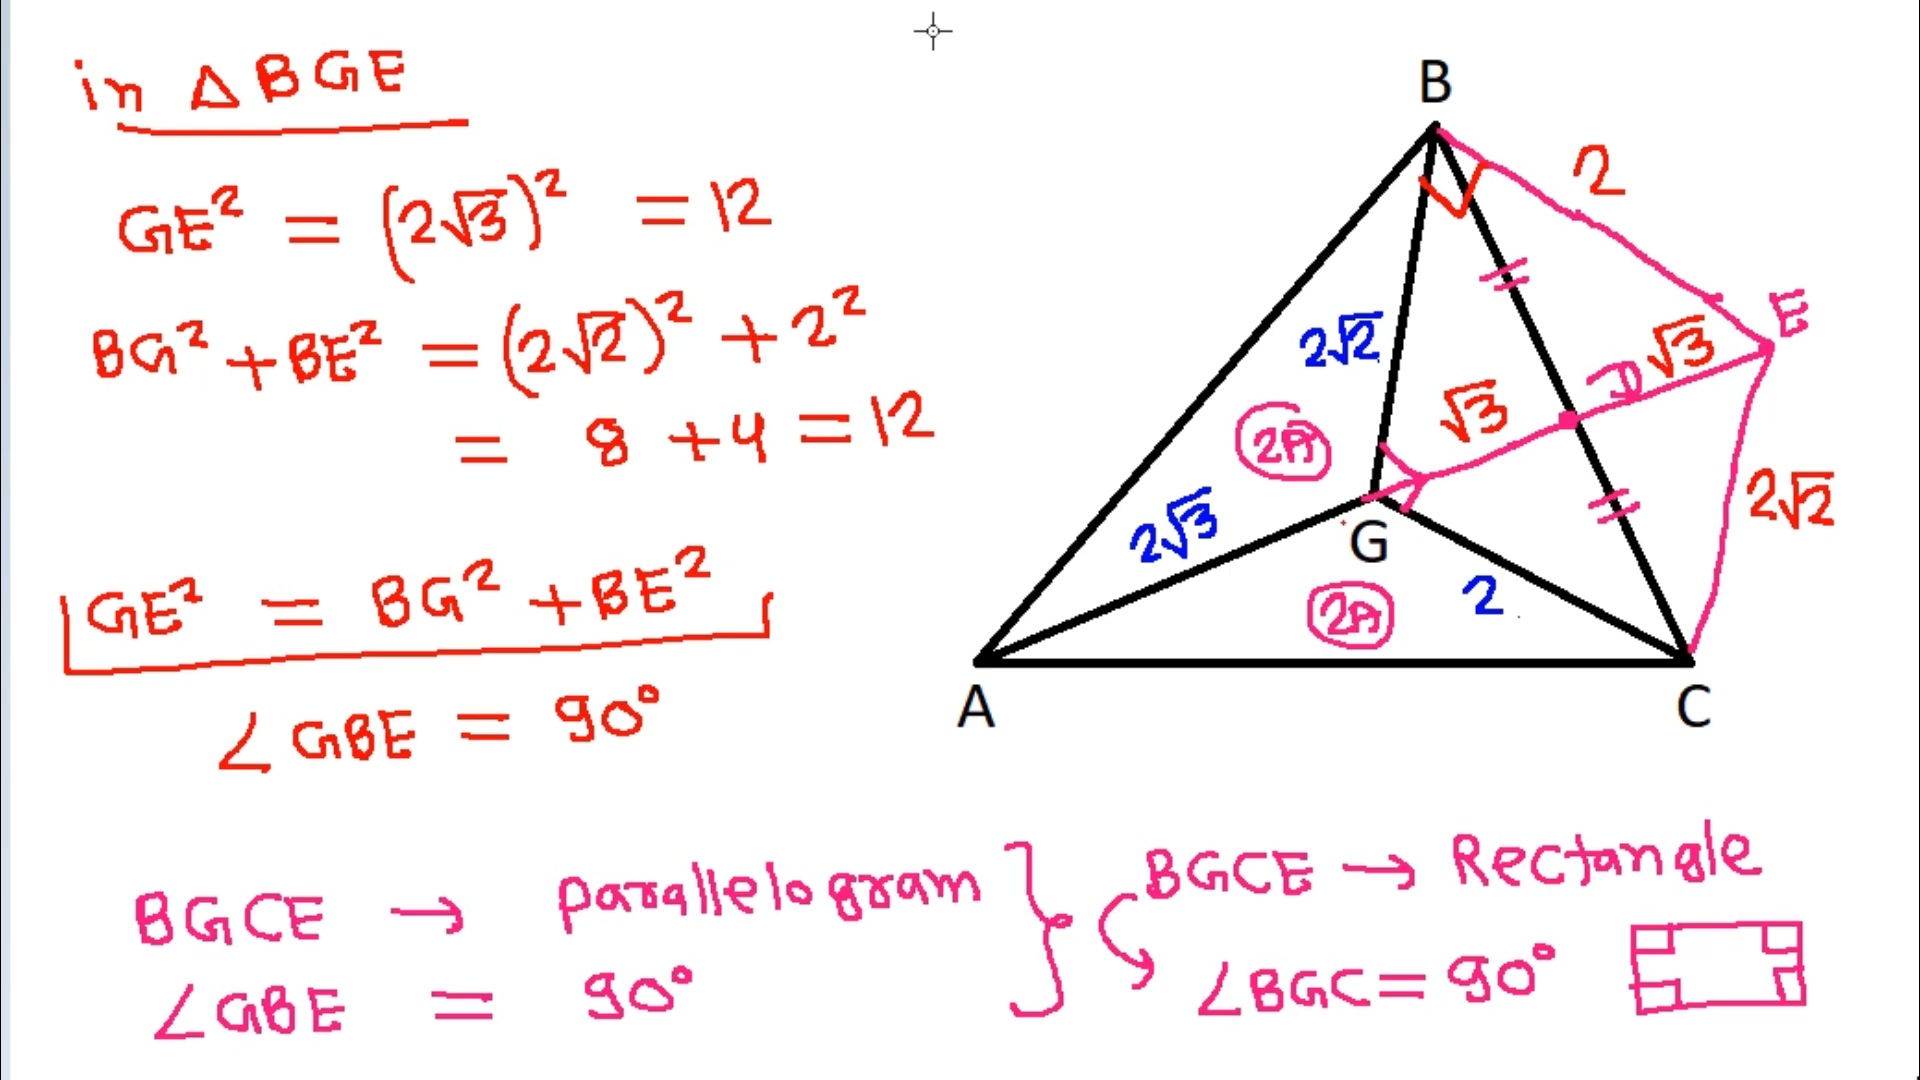 in △BGE
GE² = (2√3)² = 12
BG² + BE² = (2√2)² + 2²
= 8 + 4 = 12
GE² = BG² + BE²
∠GBE = 90°
BGCE → Parallelogram
∠GBE = 90°
BGCE → Rectangle
∠BGC = 90°
B
2
E
2√2
√3
D
√3
2A
2√2
2√3
G
2
2A
A
C